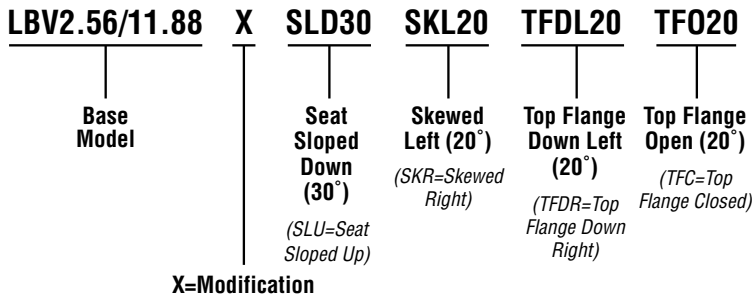 LBV2.56/11.88 X SLD30 SKL20 TFDL20 TFO20
Base
Model
Seat
Sloped
Down
(30˚)
(SLU=Seat
Sloped Up)
Skewed
Left (20˚)
(SKR=Skewed
Right)
Top Flange
Down Left
(20˚)
(TFDR=Top
Flange Down
Right)
Top Flange
Open (20˚)
(TFC=Top
Flange Closed)
X=Modification